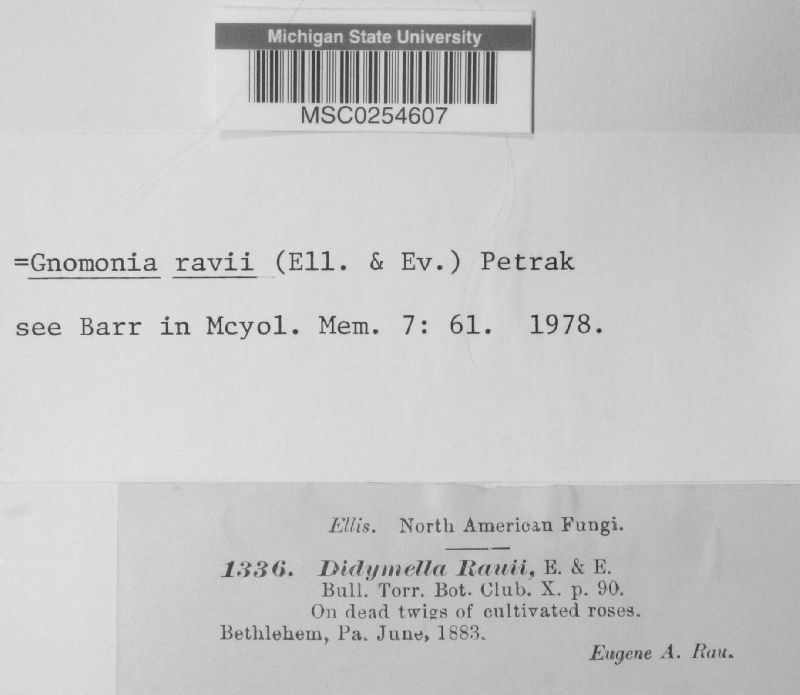 Michigan State University
MSC0254607
=Gnomonia ravii (Ell. & Ev.) Petrak
see Barr in Mcyol. Mem. 7: 61. 1978.
Ellis. North American Fungi.
1336. Didymella Rauii, E. & E.
Bull. Torr. Bot. Club. X. p. 90.
On dead twigs of cultivated roses.
Bethlehem, Pa. June, 1883.
Eugene A. Rau.